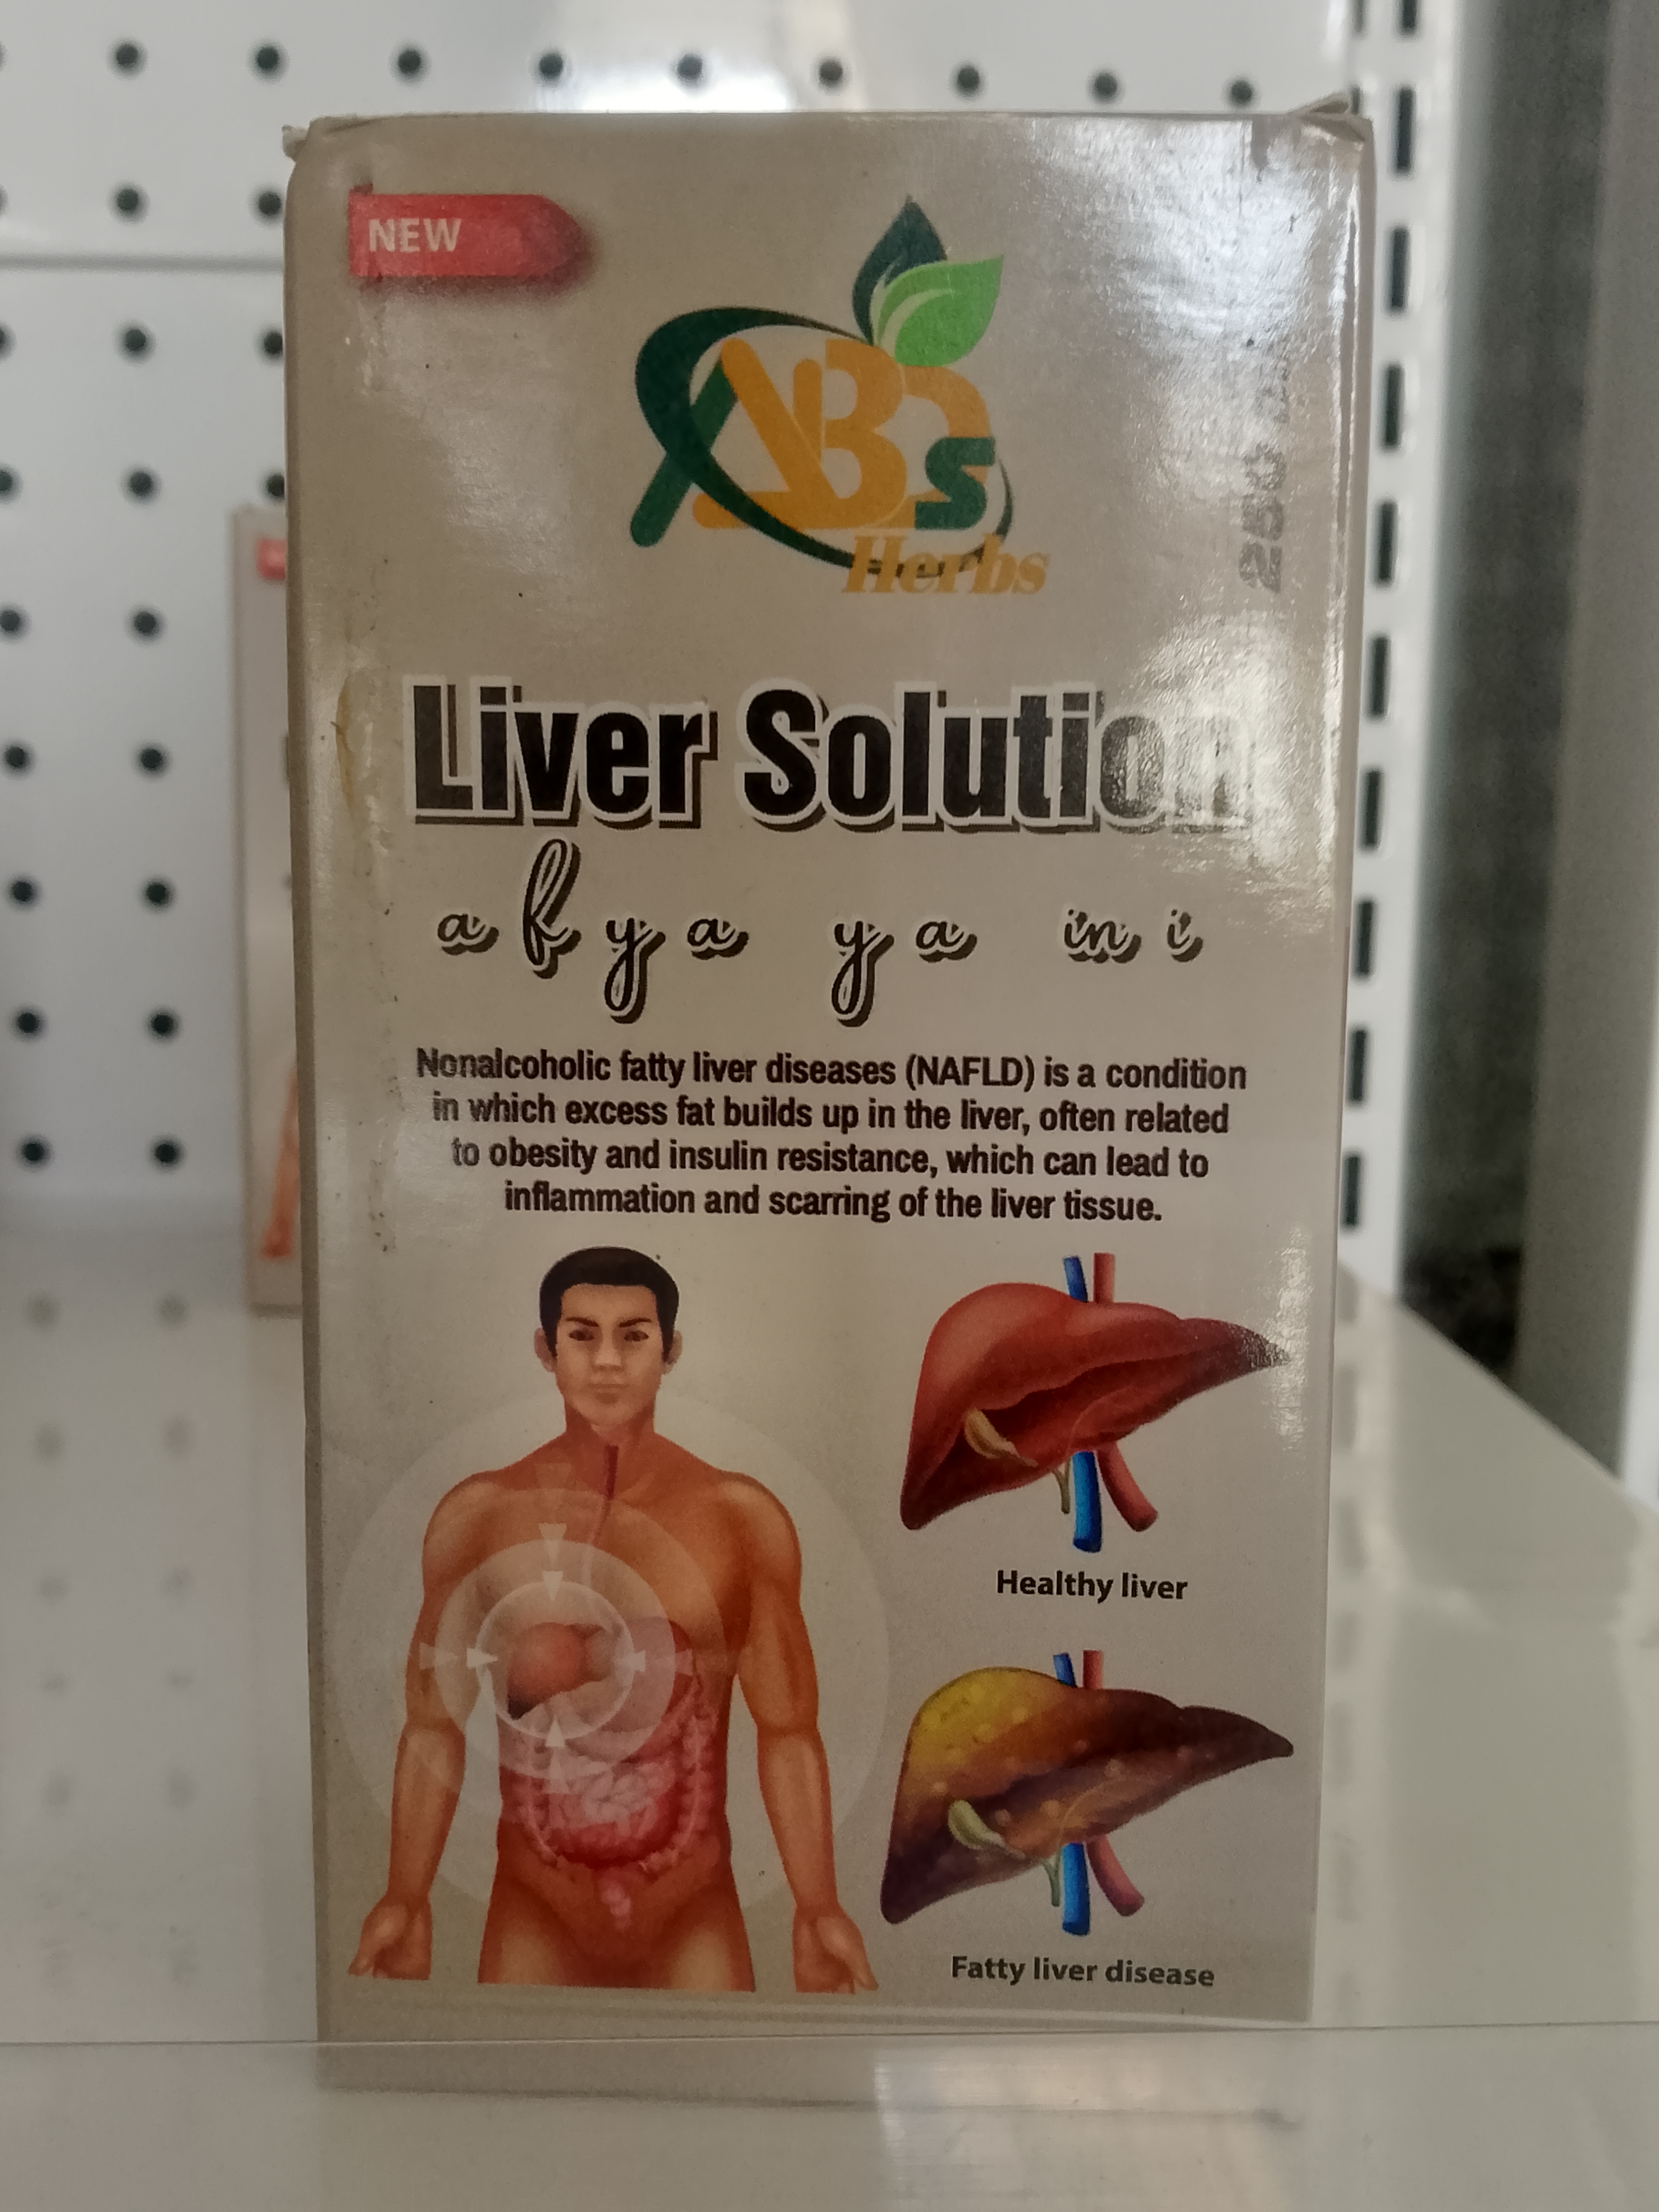 NEW
ABDs
Herbs
Liver Solution
afya ya ini
Nonalcoholic fatty liver diseases (NAFLD) is a condition
in which excess fat builds up in the liver, often related
to obesity and insulin resistance, which can lead to
inflammation and scarring of the liver tissue.
Healthy liver
Fatty liver disease